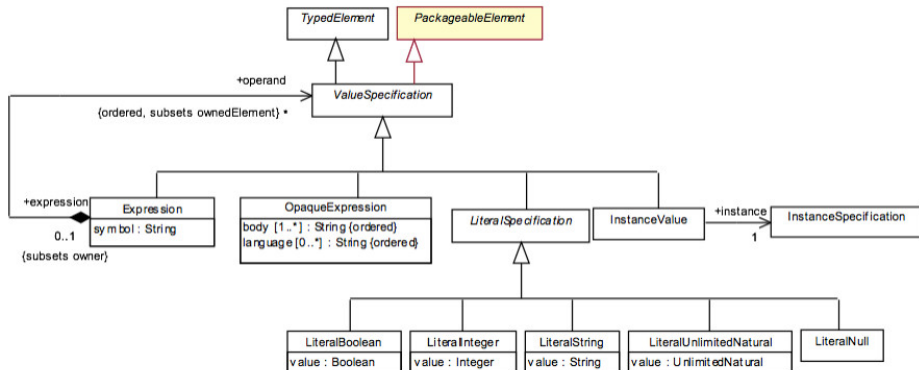 TypedElement
PackageableElement
+operand
ValueSpecification
{ordered, subsets ownedElement} *
+expression
Expression
OpaqueExpression
LiteralSpecification
InstanceValue
+instance
InstanceSpecification
symbol : String
body [1..*] : String {ordered}
language [0..*] : String {ordered}
0..1
1
{subsets owner}
LiteralBoolean
LiteralInteger
LiteralString
LiteralUnlimitedNatural
LiteralNull
value : Boolean
value : Integer
value : String
value : UnlimitedNatural